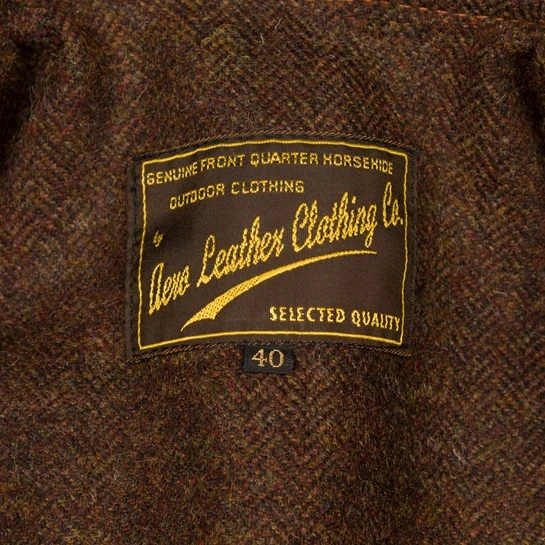 GENUINE FRONT QUARTER HORSEHIDE
OUTDOOR CLOTHING
by
Aero Leather Clothing Co.
SELECTED QUALITY
40